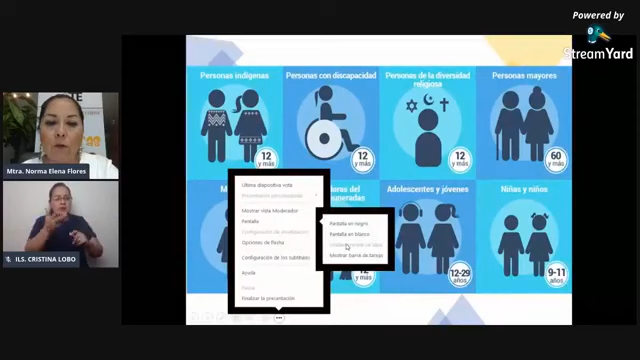 Powered by
StreamYard
Personas indígenas
Personas con discapacidad
Personas de la diversidad
religiosa
Personas mayores
12
y más
12
y más
12
y más
60
y más
Mtra. Norma Elena Flores
ILS. CRISTINA LOBO
Última diapositiva vista
Mostrar vista Moderador
Pantalla
Opciones de flecha
Configuración de los subtítulos
Ayuda
Pausa
Finalizar la presentación
Pantalla en negro
Pantalla en blanco
Mostrar barra de tareas
Adolescentes y jóvenes
Niñas y niños
y más
12-29
años
9-11
años